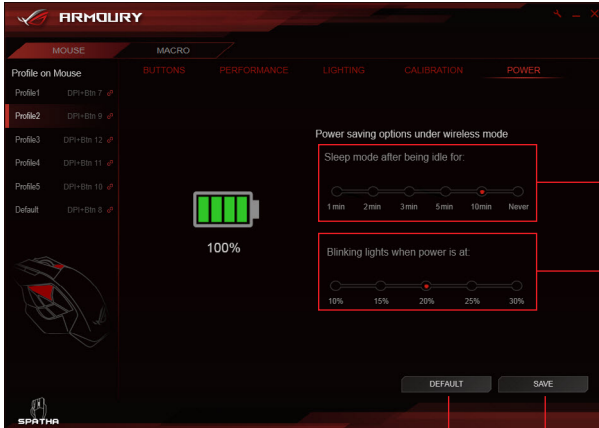 ARMOURY
MOUSE MACRO
Profile on Mouse
BUTTONS PERFORMANCE LIGHTING CALIBRATION POWER
Profile1 DPI+Btn 7
Profile2 DPI+Btn 9
Profile3 DPI+Btn 12
Profile4 DPI+Btn 11
Profile5 DPI+Btn 10
Default DPI+Btn 8
100%
Power saving options under wireless mode
Sleep mode after being idle for:
1 min 2 min 3 min 5 min 10min Never
Blinking lights when power is at:
10% 15% 20% 25% 30%
DEFAULT SAVE
SPATHA